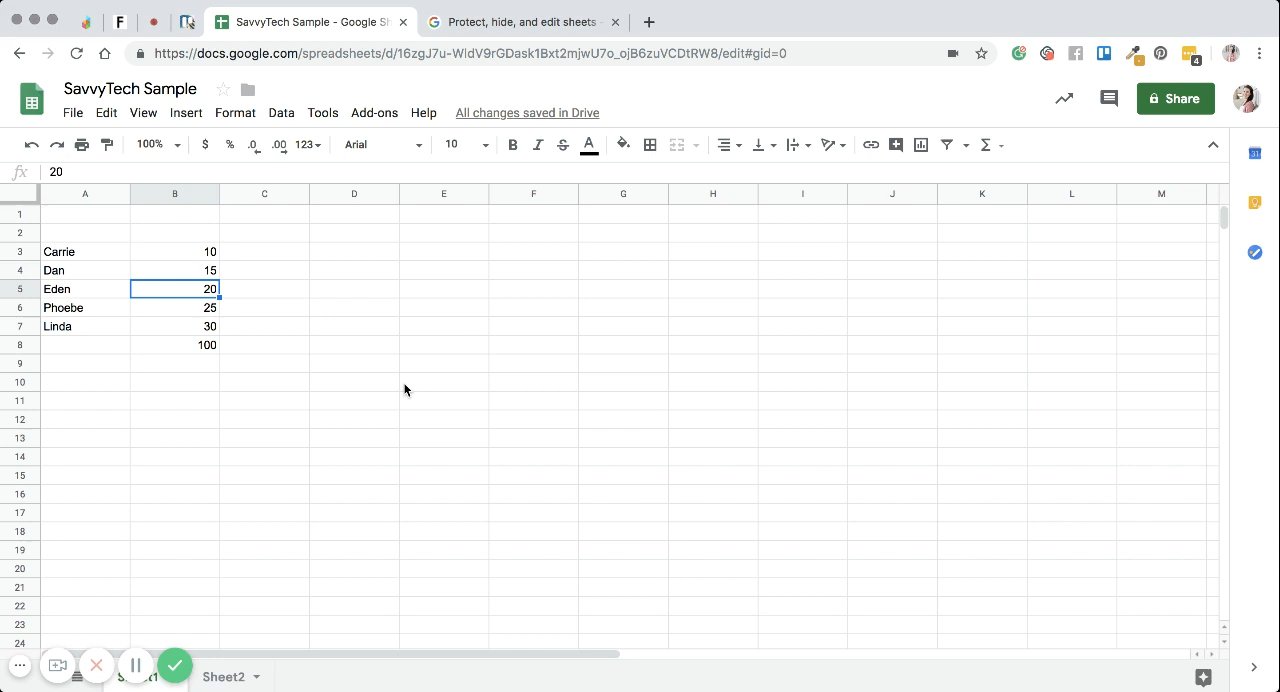 F
SavvyTech Sample - Google Sh
Protect, hide, and edit sheets -
https://docs.google.com/spreadsheets/d/16zgJ7u-WIdV9rGDask1Bxt2mjwU7o_ojB6zuVCDtRW8/edit#gid=0
4
SavvyTech Sample
File Edit View Insert Format Data Tools Add-ons Help All changes saved in Drive
Share
100% $ % .0 .00 123 Arial 10 B I S A Σ
31
fx 20
A B C D E F G H I J K L M
1
2
3 Carrie 10
4 Dan 15
5 Eden 20
6 Phoebe 25
7 Linda 30
8 100
9
10
11
12
13
14
15
16
17
18
19
20
21
22
23
24
Sheet2